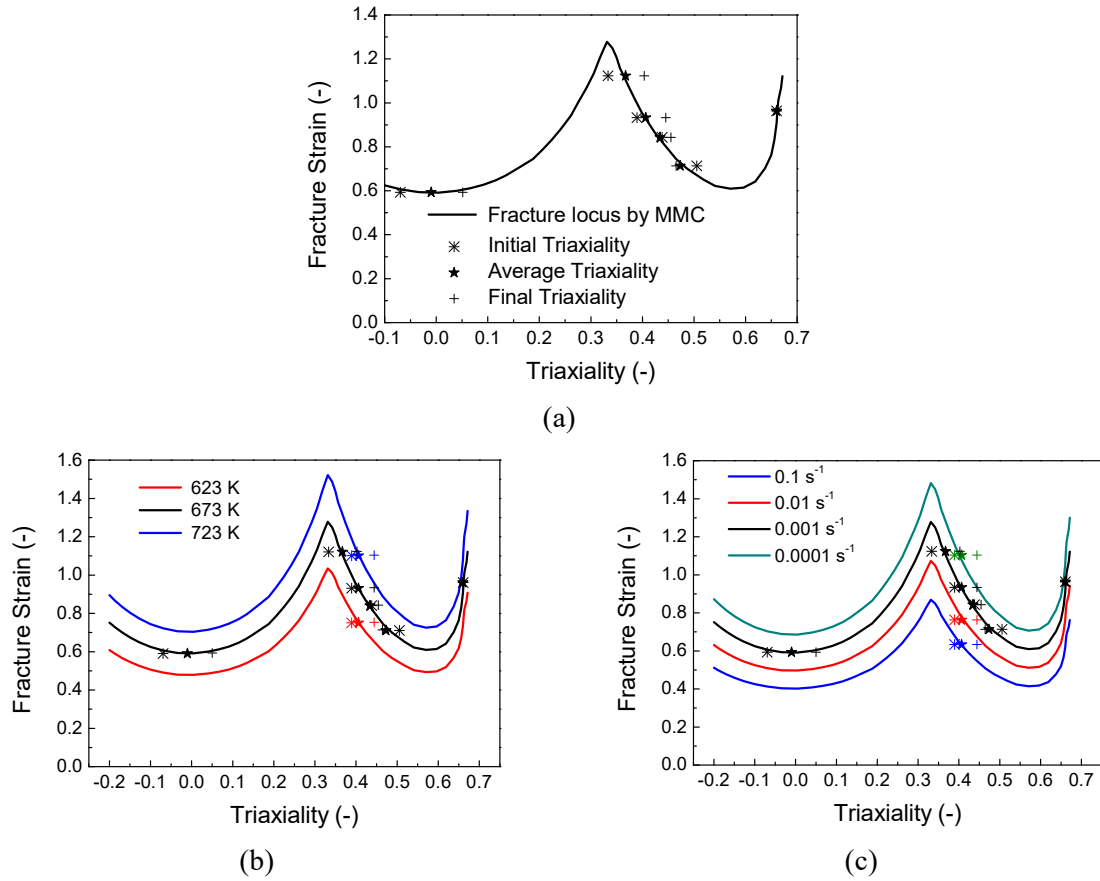 1.4
1.2
1.0
0.8
0.6
0.4
0.2
0.0
Fracture Strain (-)
Fracture locus by MMC
Initial Triaxiality
Average Triaxiality
Final Triaxiality
-0.1 0.0 0.1 0.2 0.3 0.4 0.5 0.6 0.7
Triaxiality (-)
(a)
1.6
1.4
1.2
1.0
0.8
0.6
0.4
0.2
0.0
Fracture Strain (-)
623 K
673 K
723 K
-0.2 -0.1 0.0 0.1 0.2 0.3 0.4 0.5 0.6 0.7
Triaxiality (-)
(b)
1.6
1.4
1.2
1.0
0.8
0.6
0.4
0.2
0.0
Fracture Strain (-)
0.1 s⁻¹
0.01 s⁻¹
0.001 s⁻¹
0.0001 s⁻¹
-0.2 -0.1 0.0 0.1 0.2 0.3 0.4 0.5 0.6 0.7
Triaxiality (-)
(c)